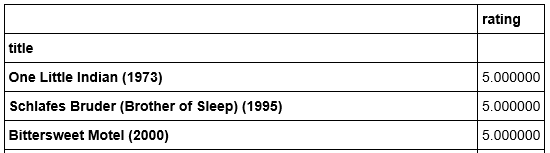 rating
title
One Little Indian (1973) 5.000000
Schlafes Bruder (Brother of Sleep) (1995) 5.000000
Bittersweet Motel (2000) 5.000000